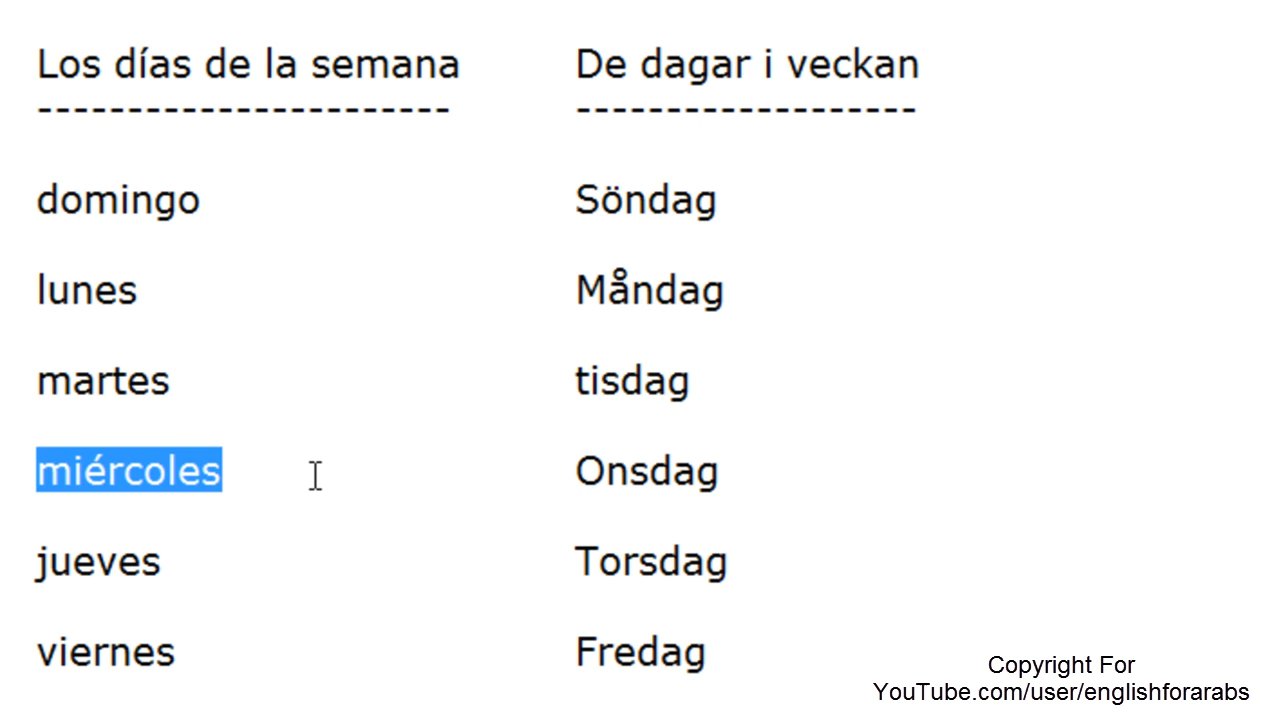 Los días de la semana
-----------------------
domingo
lunes
martes
miércoles
jueves
viernes
De dagar i veckan
-------------------
Söndag
Måndag
tisdag
Onsdag
Torsdag
Fredag
Copyright For
YouTube.com/user/englishforarabs